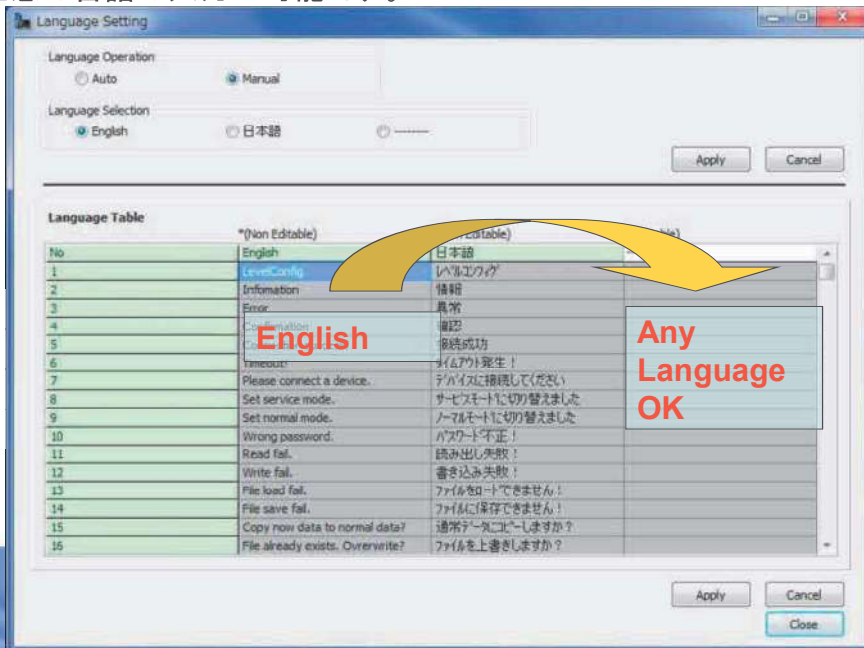 Language Setting
Language Operation
Auto Manual
Language Selection
English 日本語 -------
Apply Cancel
Language Table
*(Non Editable)
No English 日本語
1 LevelConfig レベルコンフィグ
2 Infomation 情報
3 Error 異常
4 Confirmation 確認
5 接続成功
6 Timeout! タイムアウト発生!
7 Please connect a device. デバイスに接続してください
8 Set service mode. サービスモードに切り替えました
9 Set normal mode. ノーマルモードに切り替えました
10 Wrong password. パスワード不正!
11 Read fail. 読み出し失敗!
12 Write fail. 書き込み失敗!
13 File load fail. ファイルをロードできません!
14 File save fail. ファイルに保存できません!
15 Copy now data to normal data? 通常データにコピーしますか?
16 File already exists. Ovrerwrite? ファイルを上書きしますか?
English
Any
Language
OK
Apply Cancel
Close